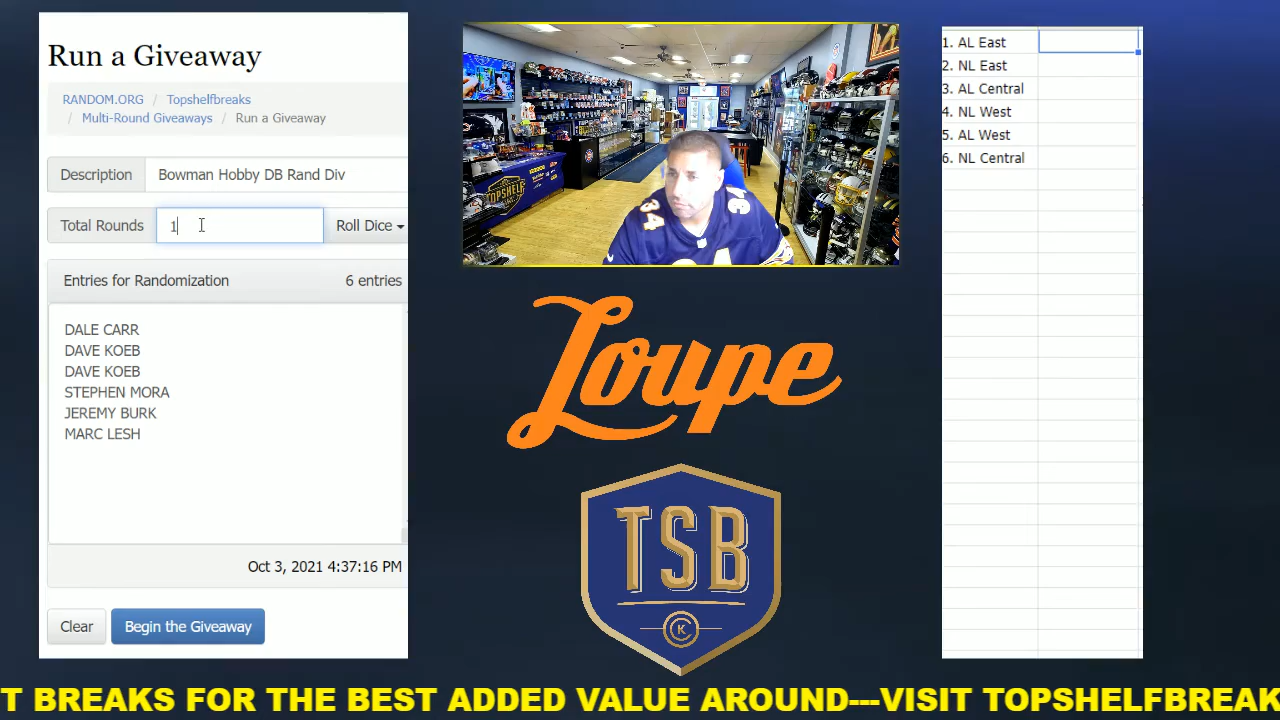 Run a Giveaway
RANDOM.ORG / Topshelfbreaks
/ Multi-Round Giveaways / Run a Giveaway
Description Bowman Hobby DB Rand Div
Total Rounds 1 Roll Dice
Entries for Randomization 6 entries
DALE CARR
DAVE KOEB
DAVE KOEB
STEPHEN MORA
JEREMY BURK
MARC LESH
Oct 3, 2021 4:37:16 PM
Clear Begin the Giveaway
TOPSHELF
34
34
Loupe
TSB
CK
1. AL East
2. NL East
3. AL Central
4. NL West
5. AL West
6. NL Central
T BREAKS FOR THE BEST ADDED VALUE AROUND---VISIT TOPSHELFBREAK